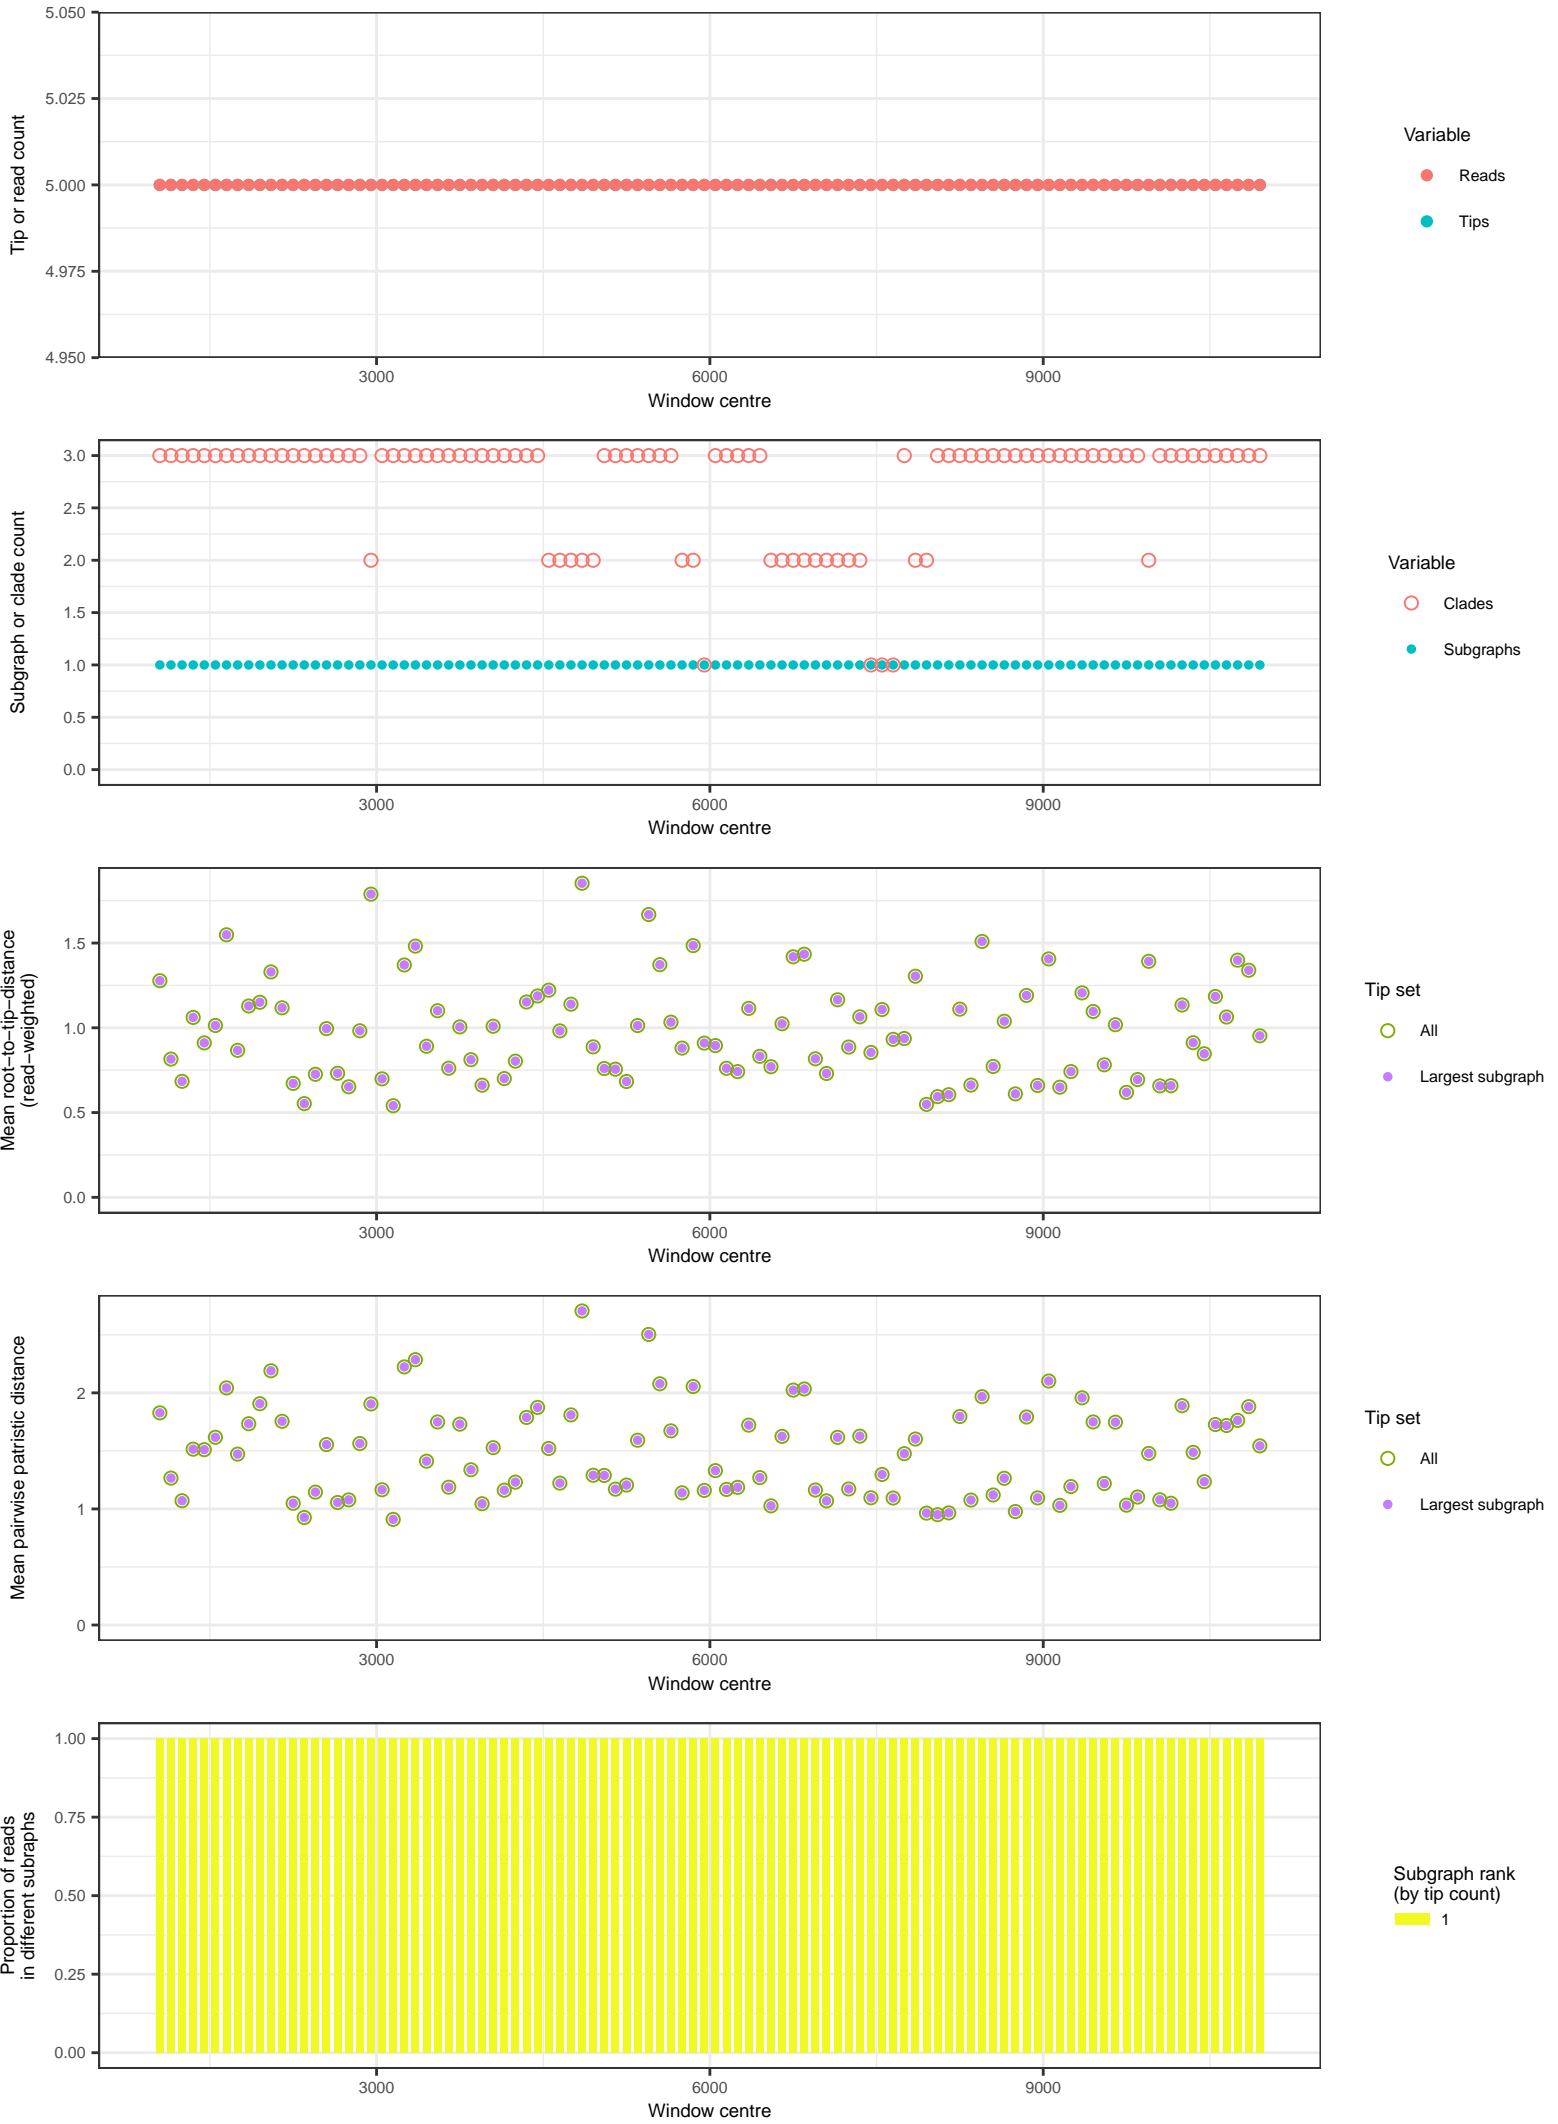 5.050
5.025
5.000
4.975
4.950
Tip or read count
3000
6000
9000
Window centre
Variable
Reads
Tips
3.0
2.5
2.0
1.5
1.0
0.5
0.0
Subgraph or clade count
3000
6000
9000
Window centre
Variable
Clades
Subgraphs
1.5
1.0
0.5
0.0
Mean root−to−tip−distance
(read−weighted)
3000
6000
9000
Window centre
Tip set
All
Largest subgraph
2
1
0
Mean pairwise patristic distance
3000
6000
9000
Window centre
Tip set
All
Largest subgraph
1.00
0.75
0.50
0.25
0.00
Proportion of reads
in different subraphs
3000
6000
9000
Window centre
Subgraph rank
(by tip count)
1